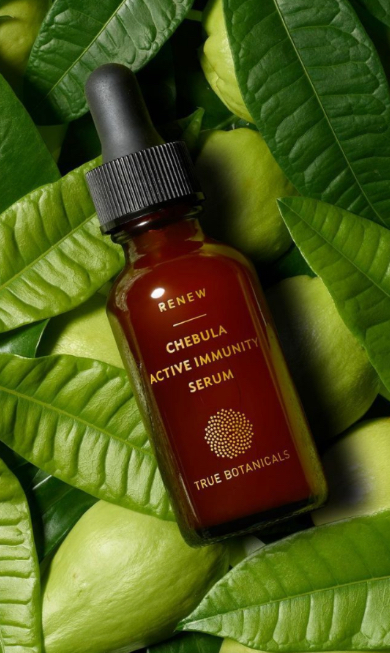 RENEW
CHEBULA
ACTIVE IMMUNITY
SERUM
TRUE BOTANICALS